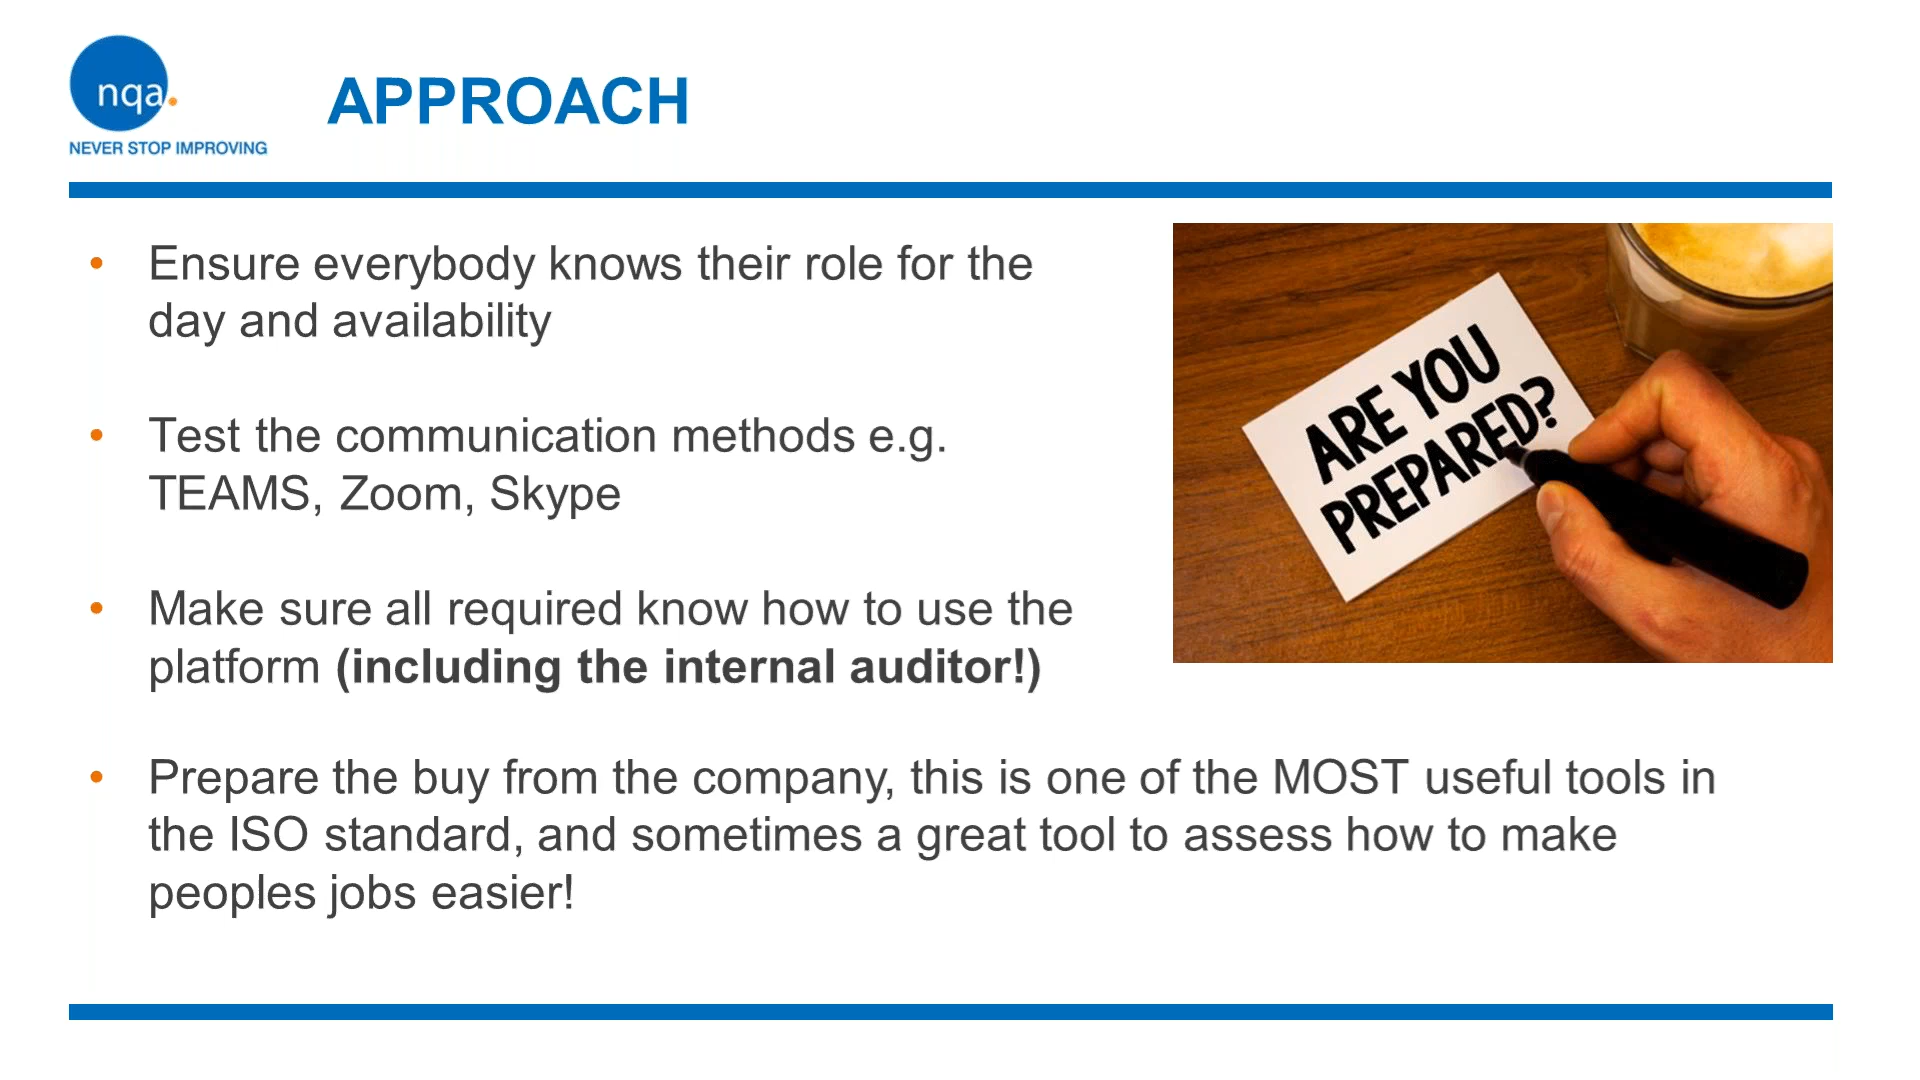 nqa.
NEVER STOP IMPROVING
APPROACH
• Ensure everybody knows their role for the
day and availability
• Test the communication methods e.g.
TEAMS, Zoom, Skype
• Make sure all required know how to use the
platform (including the internal auditor!)
• Prepare the buy from the company, this is one of the MOST useful tools in
the ISO standard, and sometimes a great tool to assess how to make
peoples jobs easier!
ARE YOU
PREPARED?